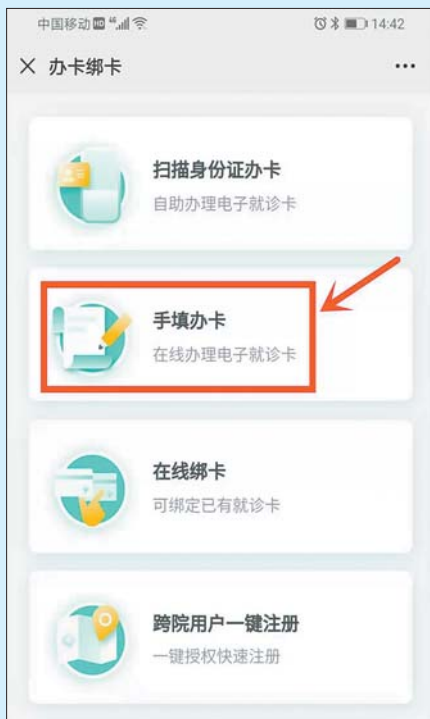 中国移动 HD 46
14:42
办卡绑卡
扫描身份证办卡
自助办理电子就诊卡
手填办卡
在线办理电子就诊卡
在线绑卡
可绑定已有就诊卡
跨院用户一键注册
一键授权快速注册